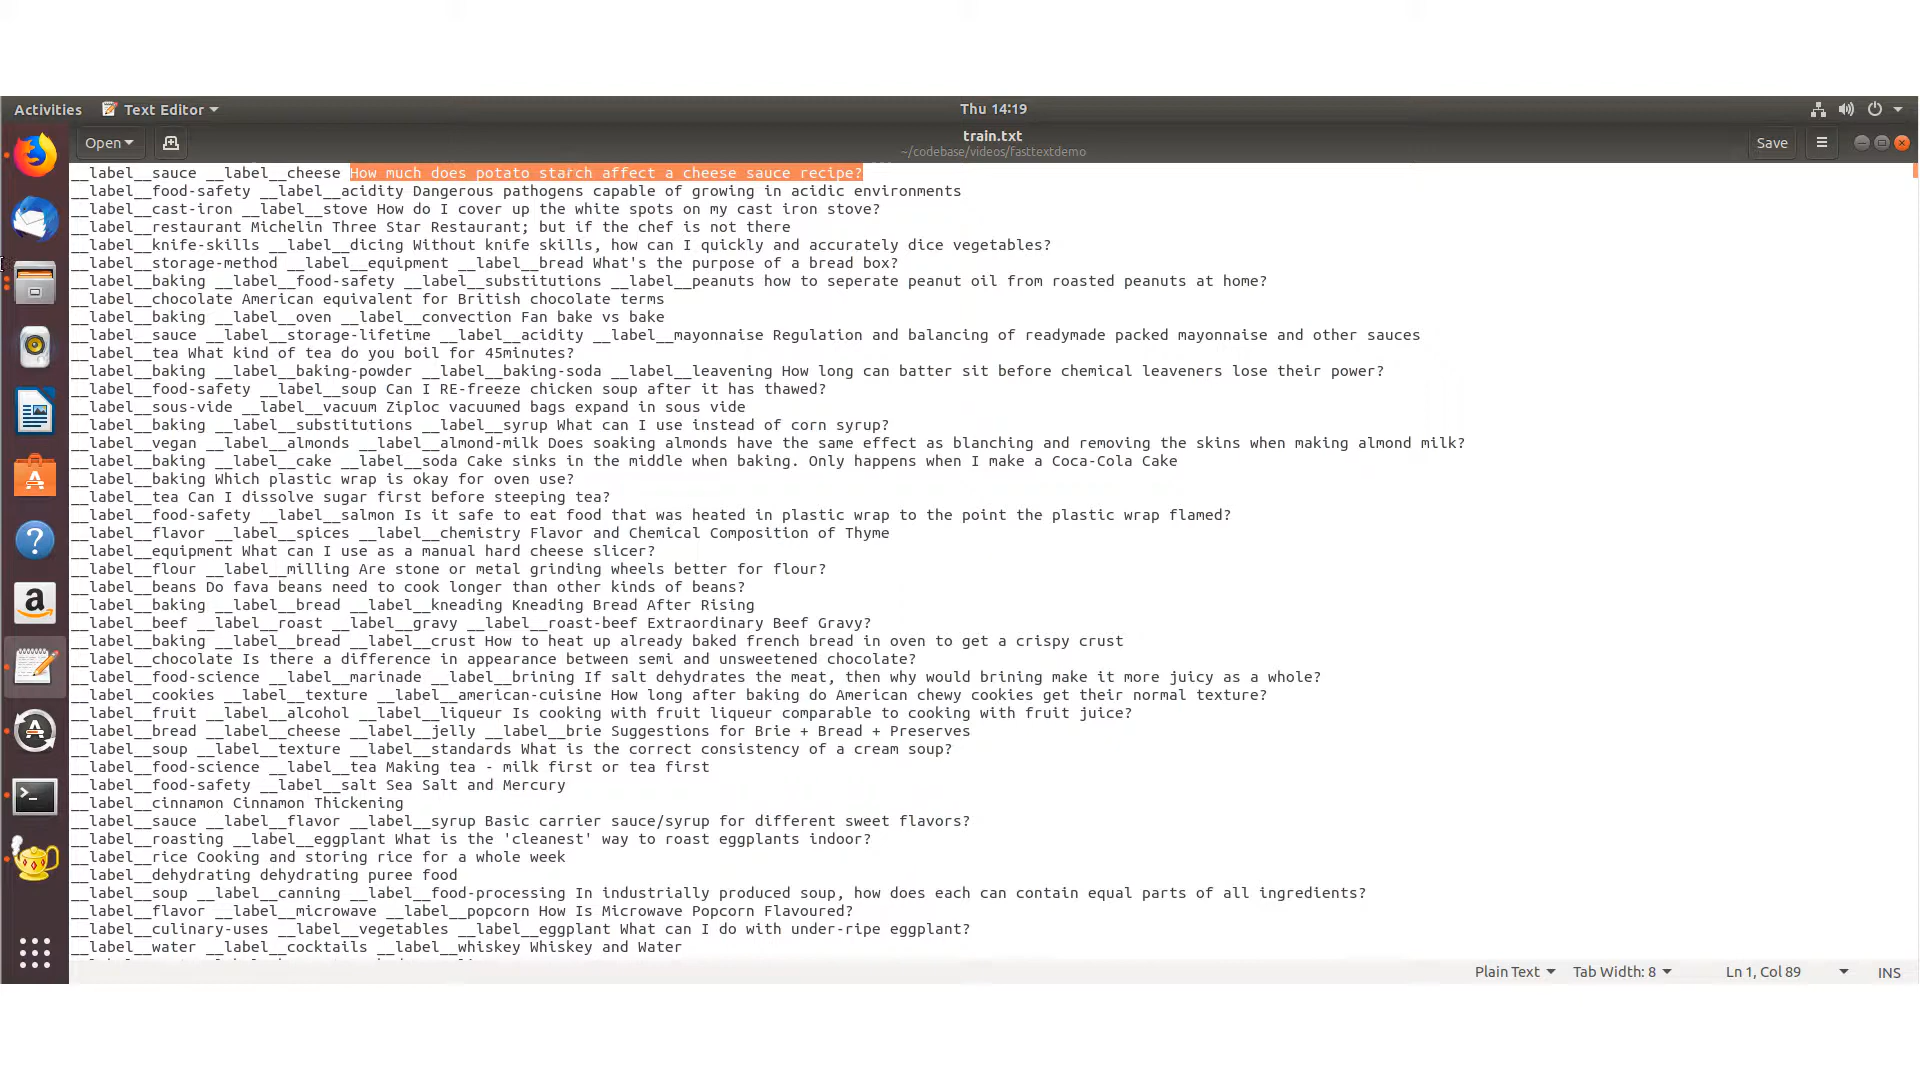 Activities Text Editor Thu 14:19
Open train.txt Save
~/codebase/videos/fasttextdemo
__label__sauce __label__cheese How much does potato starch affect a cheese sauce recipe?
__label__food-safety __label__acidity Dangerous pathogens capable of growing in acidic environments
__label__cast-iron __label__stove How do I cover up the white spots on my cast iron stove?
__label__restaurant Michelin Three Star Restaurant; but if the chef is not there
__label__knife-skills __label__dicing Without knife skills, how can I quickly and accurately dice vegetables?
__label__storage-method __label__equipment __label__bread What's the purpose of a bread box?
__label__baking __label__food-safety __label__substitutions __label__peanuts how to seperate peanut oil from roasted peanuts at home?
__label__chocolate American equivalent for British chocolate terms
__label__baking __label__oven __label__convection Fan bake vs bake
__label__sauce __label__storage-lifetime __label__acidity __label__mayonnaise Regulation and balancing of readymade packed mayonnaise and other sauces
__label__tea What kind of tea do you boil for 45minutes?
__label__baking __label__baking-powder __label__baking-soda __label__leavening How long can batter sit before chemical leaveners lose their power?
__label__food-safety __label__soup Can I RE-freeze chicken soup after it has thawed?
__label__sous-vide __label__vacuum Ziploc vacuumed bags expand in sous vide
__label__baking __label__substitutions __label__syrup What can I use instead of corn syrup?
__label__vegan __label__almonds __label__almond-milk Does soaking almonds have the same effect as blanching and removing the skins when making almond milk?
__label__baking __label__cake __label__soda Cake sinks in the middle when baking. Only happens when I make a Coca-Cola Cake
__label__baking Which plastic wrap is okay for oven use?
__label__tea Can I dissolve sugar first before steeping tea?
__label__food-safety __label__salmon Is it safe to eat food that was heated in plastic wrap to the point the plastic wrap flamed?
__label__flavor __label__spices __label__chemistry Flavor and Chemical Composition of Thyme
__label__equipment What can I use as a manual hard cheese slicer?
__label__flour __label__milling Are stone or metal grinding wheels better for flour?
__label__beans Do fava beans need to cook longer than other kinds of beans?
__label__baking __label__bread __label__kneading Kneading Bread After Rising
__label__beef __label__roast __label__gravy __label__roast-beef Extraordinary Beef Gravy?
__label__baking __label__bread __label__crust How to heat up already baked french bread in oven to get a crispy crust
__label__chocolate Is there a difference in appearance between semi and unsweetened chocolate?
__label__food-science __label__marinade __label__brining If salt dehydrates the meat, then why would brining make it more juicy as a whole?
__label__cookies __label__texture __label__american-cuisine How long after baking do American chewy cookies get their normal texture?
__label__fruit __label__alcohol __label__liqueur Is cooking with fruit liqueur comparable to cooking with fruit juice?
__label__bread __label__cheese __label__jelly __label__brie Suggestions for Brie + Bread + Preserves
__label__soup __label__texture __label__standards What is the correct consistency of a cream soup?
__label__food-science __label__tea Making tea - milk first or tea first
__label__food-safety __label__salt Sea Salt and Mercury
__label__cinnamon Cinnamon Thickening
__label__sauce __label__flavor __label__syrup Basic carrier sauce/syrup for different sweet flavors?
__label__roasting __label__eggplant What is the 'cleanest' way to roast eggplants indoor?
__label__rice Cooking and storing rice for a whole week
__label__dehydrating dehydrating puree food
__label__soup __label__canning __label__food-processing In industrially produced soup, how does each can contain equal parts of all ingredients?
__label__flavor __label__microwave __label__popcorn How Is Microwave Popcorn Flavoured?
__label__culinary-uses __label__vegetables __label__eggplant What can I do with under-ripe eggplant?
__label__water __label__cocktails __label__whiskey Whiskey and Water
Plain Text Tab Width: 8 Ln 1, Col 89 INS